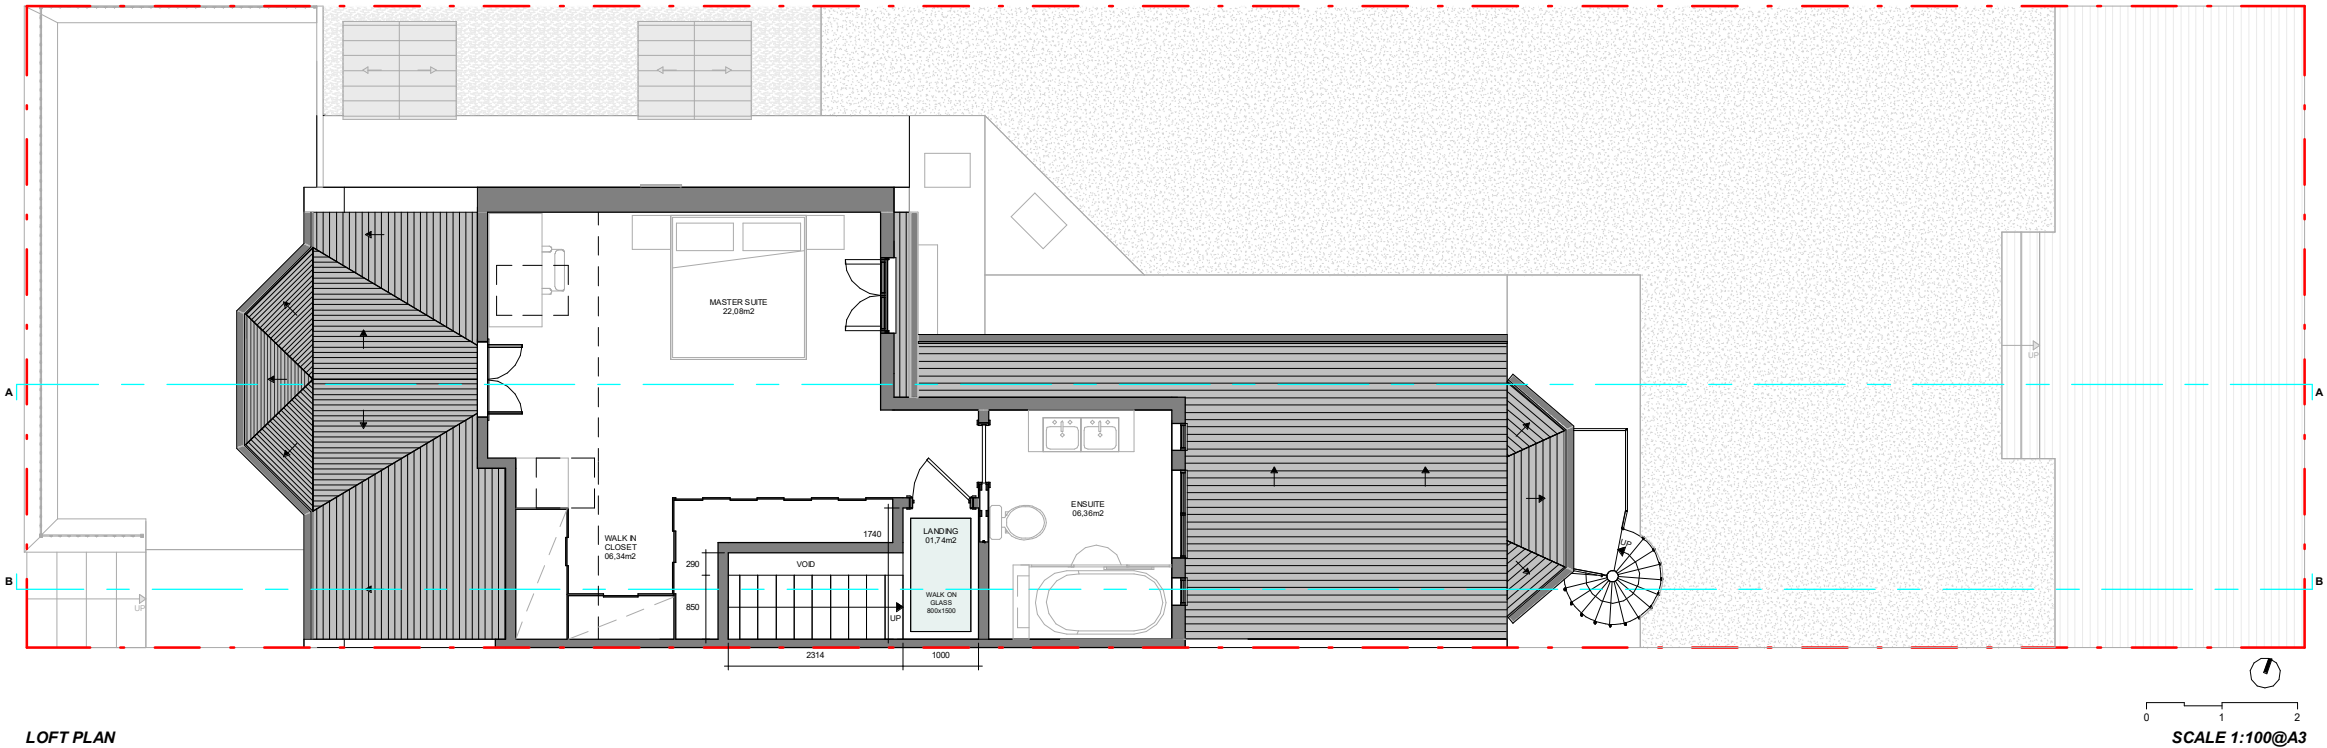 MASTER SUITE
22,08m2
UP
A
A
ENSUITE
06,36m2
LANDING
01,74m2
1740
WALK IN
CLOSET
06,34m2
290
VOID
UP
B
B
WALK ON
GLASS
800x1500
850
UP
UP
2314
1000
0
1
2
LOFT PLAN
SCALE 1:100@A3